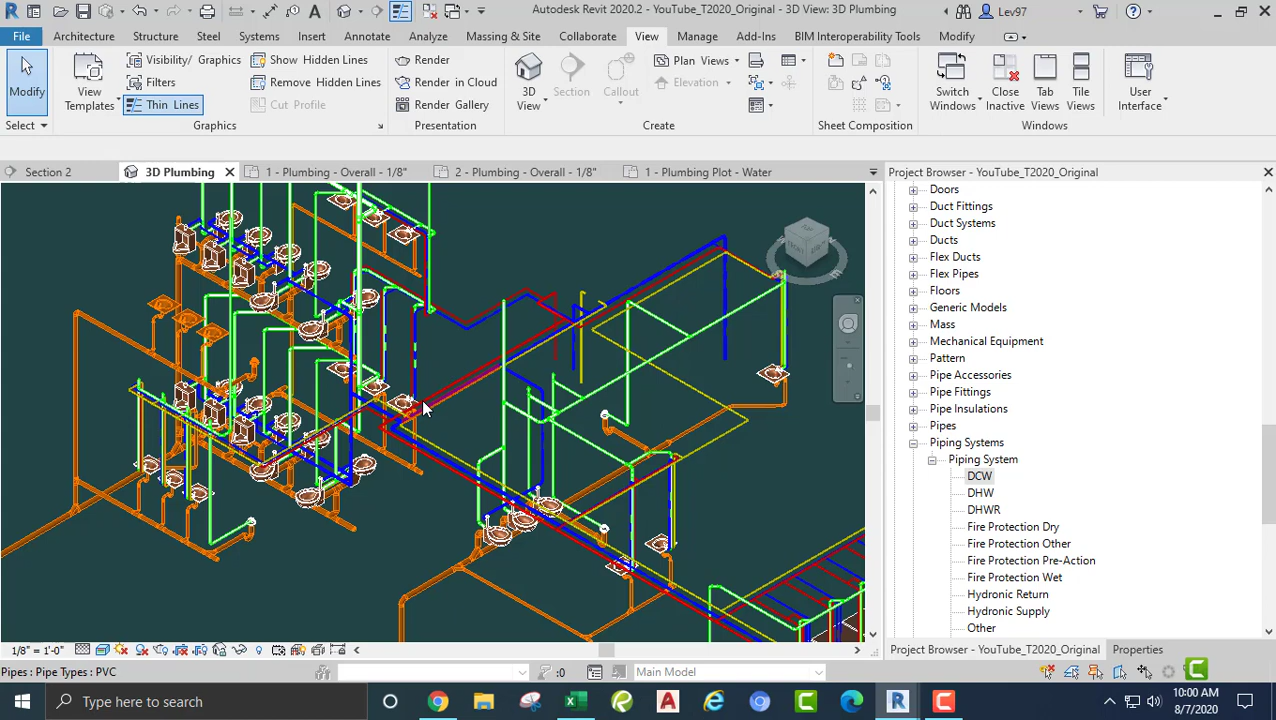 Autodesk Revit 2020.2 - YouTube_T2020_Original - 3D View: 3D Plumbing
Lev97
File Architecture Structure Steel Systems Insert Annotate Analyze Massing & Site Collaborate View Manage Add-Ins BIM Interoperability Tools Modify
Modify
View Templates
Visibility/ Graphics
Filters
Thin Lines
Show Hidden Lines
Remove Hidden Lines
Cut Profile
Render
Render in Cloud
Render Gallery
3D View
Section
Callout
Plan Views
Elevation
Switch Windows
Close Inactive
Tab Views
Tile Views
User Interface
Select Graphics Presentation Create Sheet Composition Windows
Section 2
3D Plumbing
1 - Plumbing - Overall - 1/8"
2 - Plumbing - Overall - 1/8"
1 - Plumbing Plot - Water
Project Browser - YouTube_T2020_Original
Doors
Duct Fittings
Duct Systems
Ducts
Flex Ducts
Flex Pipes
Floors
Generic Models
Mass
Mechanical Equipment
Pattern
Pipe Accessories
Pipe Fittings
Pipe Insulations
Pipes
Piping Systems
Piping System
DCW
DHW
DHWR
Fire Protection Dry
Fire Protection Other
Fire Protection Pre-Action
Fire Protection Wet
Hydronic Return
Hydronic Supply
Other
1/8" = 1'-0"
Project Browser - YouTube_T2020_Original Properties
Pipes : Pipe Types : PVC
:0
Main Model
Type here to search
10:00 AM
8/7/2020